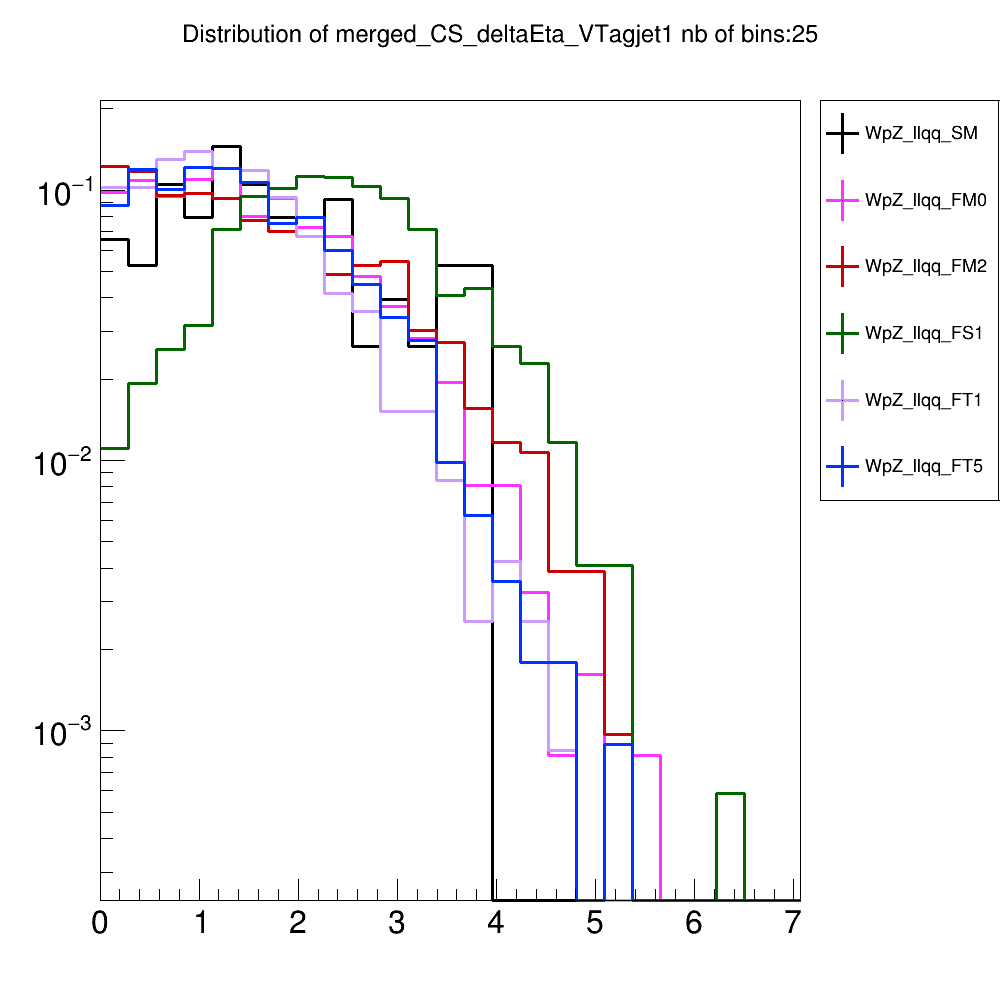 Distribution of merged_CS_deltaEta_VTagjet1 nb of bins:25
10⁻¹
10⁻²
10⁻³
0 1 2 3 4 5 6 7
WpZ_llqq_SM
WpZ_llqq_FM0
WpZ_llqq_FM2
WpZ_llqq_FS1
WpZ_llqq_FT1
WpZ_llqq_FT5